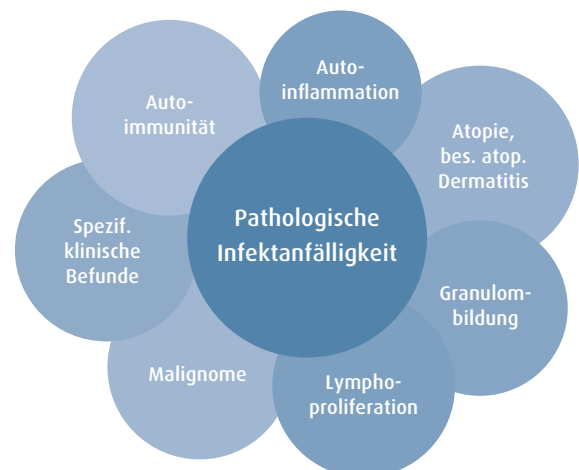 Auto-
inflammation
Auto-
immunität
Atopie,
bes. atop.
Dermatitis
Pathologische
Infektanfälligkeit
Spezif.
klinische
Befunde
Granulom-
bildung
Malignome
Lympho-
proliferation